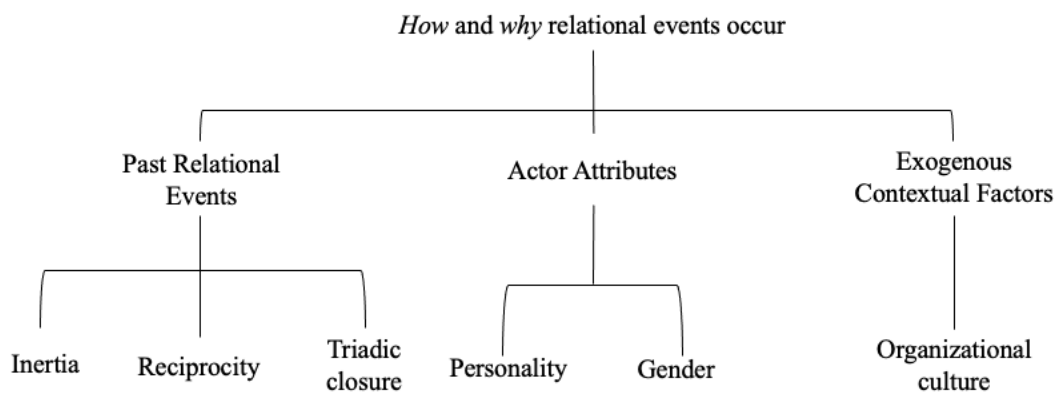 How and why relational events occur
Past Relational
Events
Actor Attributes
Exogenous
Contextual Factors
Inertia
Reciprocity
Triadic
closure
Personality
Gender
Organizational
culture